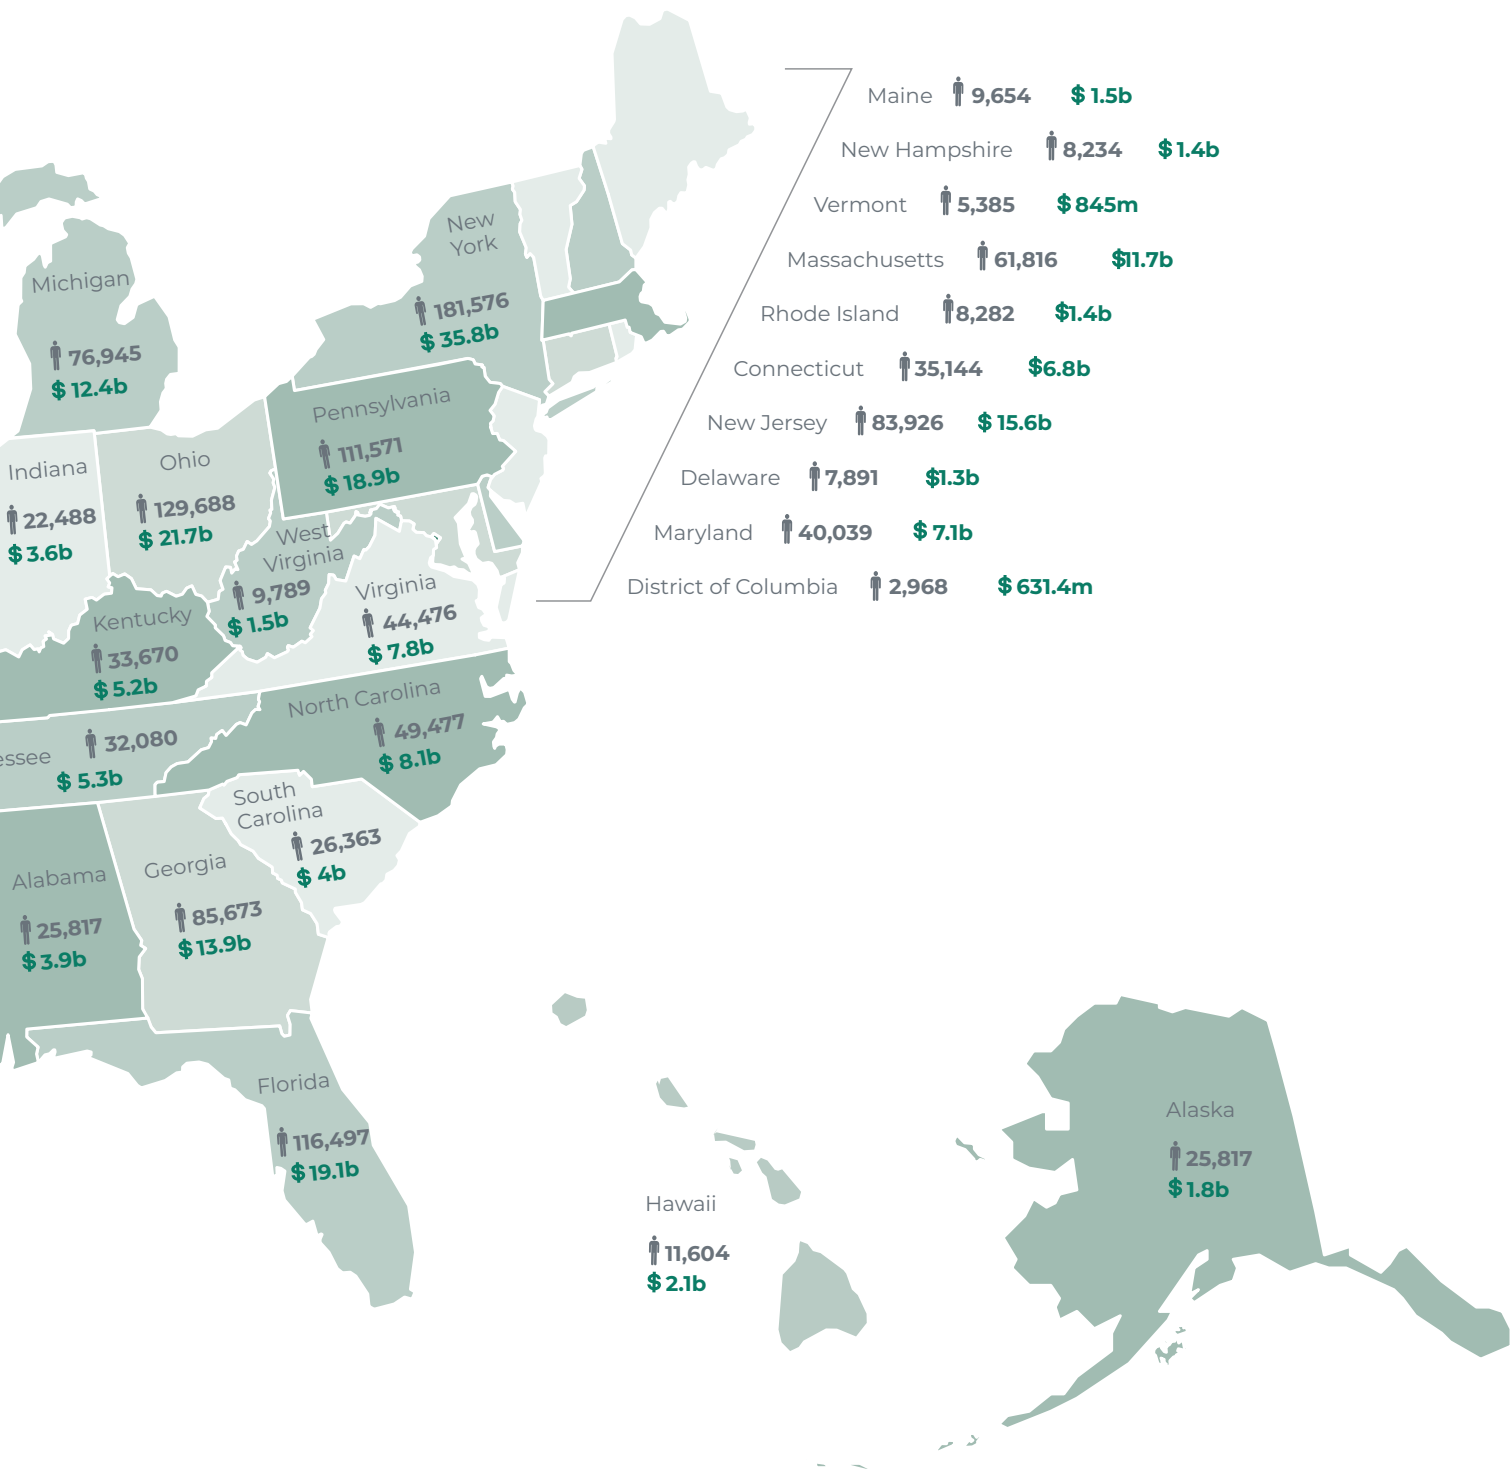 Maine 9,654 $ 1.5b
New Hampshire 8,234 $ 1.4b
Vermont 5,385 $ 845m
Massachusetts 61,816 $11.7b
Rhode Island 8,282 $1.4b
Connecticut 35,144 $6.8b
New Jersey 83,926 $ 15.6b
Delaware 7,891 $1.3b
Maryland 40,039 $ 7.1b
District of Columbia 2,968 $ 631.4m
New
York
181,576
$ 35.8b
Michigan
76,945
$ 12.4b
Pennsylvania
111,571
$ 18.9b
Indiana
22,488
$ 3.6b
Ohio
129,688
$ 21.7b
West
Virginia
9,789
$ 1.5b
Virginia
44,476
$ 7.8b
Kentucky
33,670
$ 5.2b
North Carolina
49,477
$ 8.1b
essee 32,080
$ 5.3b
South
Carolina
26,363
$ 4b
Alabama
25,817
$ 3.9b
Georgia
85,673
$ 13.9b
Florida
116,497
$ 19.1b
Hawaii
11,604
$ 2.1b
Alaska
25,817
$ 1.8b